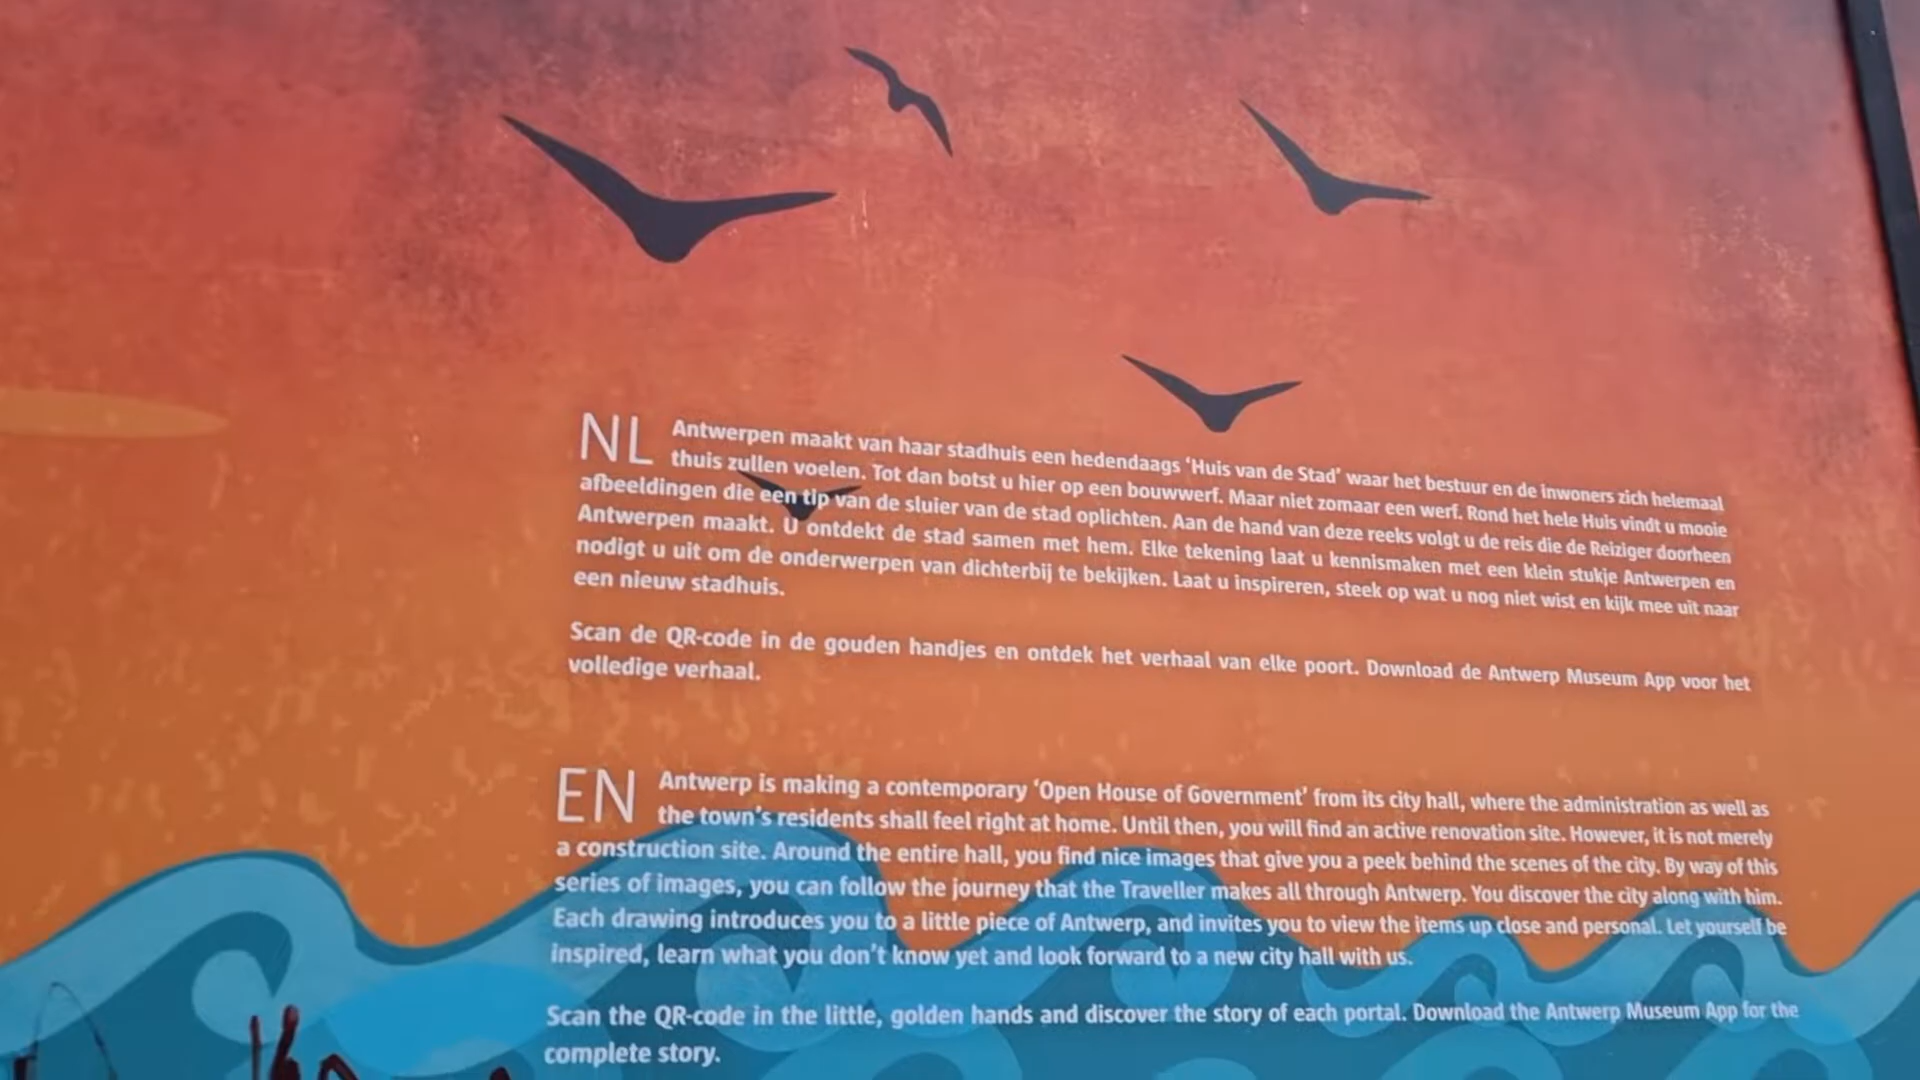 NL Antwerpen maakt van haar stadhuis een hedendaags ‘Huis van de Stad’ waar het bestuur en de inwoners zich helemaal
thuis zullen voelen. Tot dan botst u hier op een bouwwerf. Maar niet zomaar een werf. Rond het hele Huis vindt u mooie
afbeeldingen die een tip van de sluier van de stad oplichten. Aan de hand van deze reeks volgt u de reis die de Reiziger doorheen
Antwerpen maakt. U ontdekt de stad samen met hem. Elke tekening laat u kennismaken met een klein stukje Antwerpen en
nodigt u uit om de onderwerpen van dichterbij te bekijken. Laat u inspireren, steek op wat u nog niet wist en kijk mee uit naar
een nieuw stadhuis.
Scan de QR-code in de gouden handjes en ontdek het verhaal van elke poort. Download de Antwerp Museum App voor het
volledige verhaal.
EN Antwerp is making a contemporary ‘Open House of Government’ from its city hall, where the administration as well as
the town’s residents shall feel right at home. Until then, you will find an active renovation site. However, it is not merely
a construction site. Around the entire hall, you find nice images that give you a peek behind the scenes of the city. By way of this
series of images, you can follow the journey that the Traveller makes all through Antwerp. You discover the city along with him.
Each drawing introduces you to a little piece of Antwerp, and invites you to view the items up close and personal. Let yourself be
inspired, learn what you don’t know yet and look forward to a new city hall with us.
Scan the QR-code in the little, golden hands and discover the story of each portal. Download the Antwerp Museum App for the
complete story.